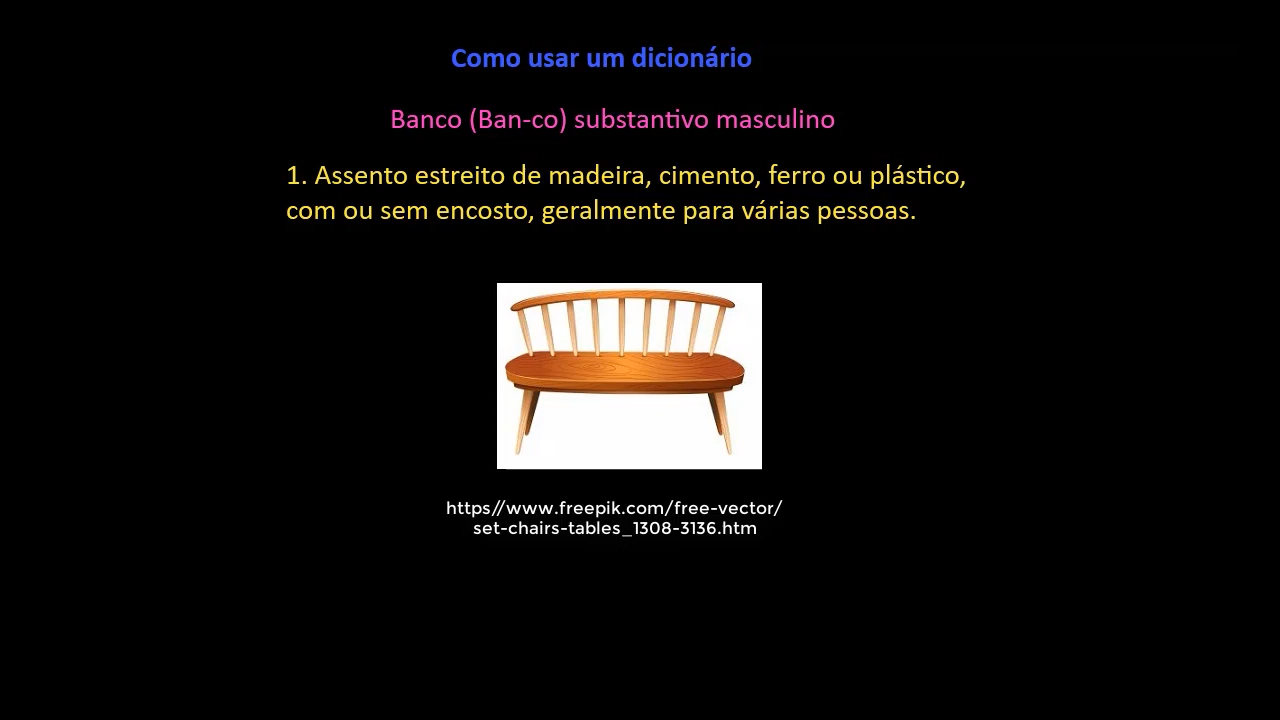 Como usar um dicionário
Banco (Ban-co) substantivo masculino
1. Assento estreito de madeira, cimento, ferro ou plástico,
com ou sem encosto, geralmente para várias pessoas.
https//www.freepik.com/free-vector/
set-chairs-tables_1308-3136.htm